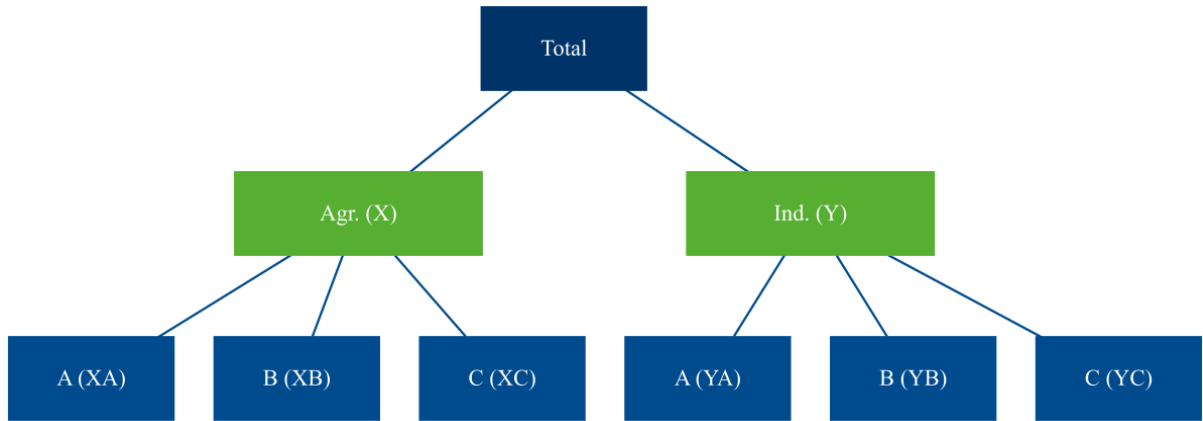 Total
Agr. (X)
Ind. (Y)
A (XA)
B (XB)
C (XC)
A (YA)
B (YB)
C (YC)